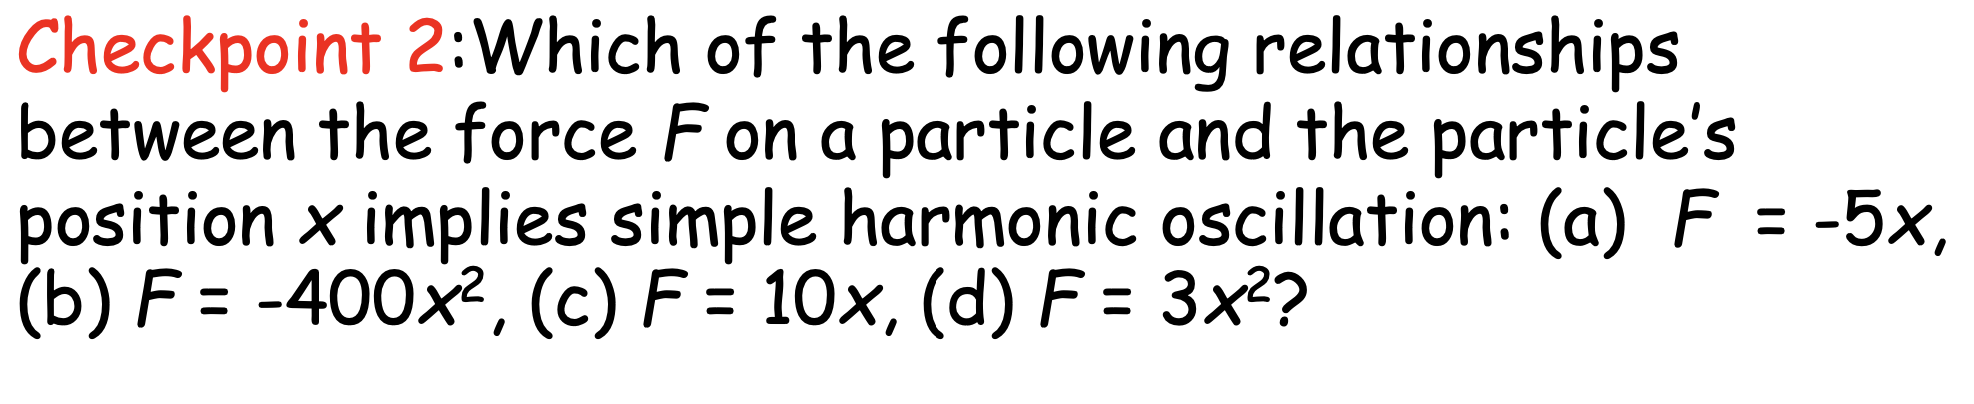 Checkpoint 2:Which of the following relationships
between the force F on a particle and the particle’s
position x implies simple harmonic oscillation: (a)  F  = -5x,
(b) F = -400x², (c) F = 10x, (d) F = 3x²?